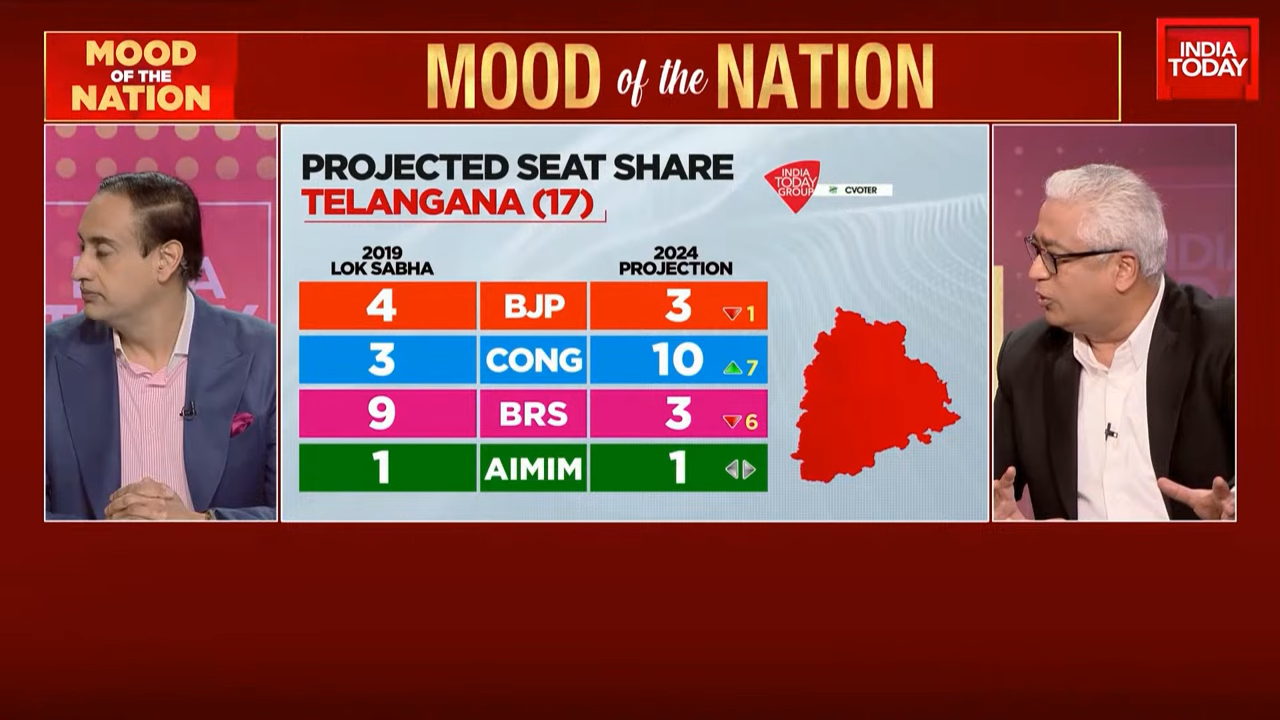 MOOD
OF THE
NATION
MOOD of the NATION
INDIA
TODAY
PROJECTED SEAT SHARE
TELANGANA (17)
INDIA
TODAY
GROUP
CVOTER
2019
LOK SABHA
2024
PROJECTION
4 BJP 3 1
3 CONG 10 7
9 BRS 3 6
1 AIMIM 1